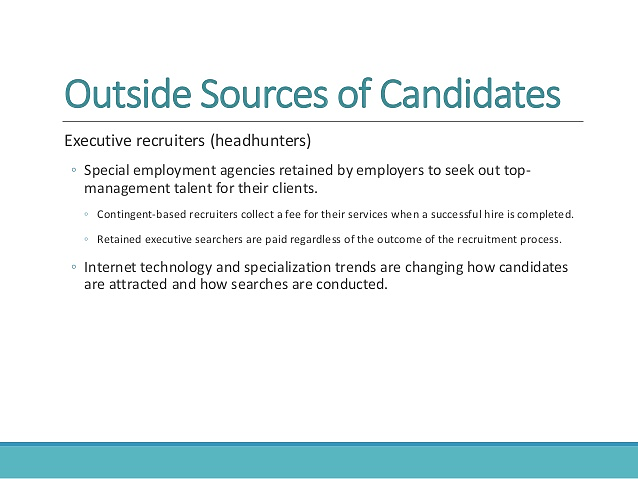 Outside Sources of Candidates
Executive recruiters (headhunters)
◦ Special employment agencies retained by employers to seek out top-
management talent for their clients.
◦ Contingent-based recruiters collect a fee for their services when a successful hire is completed.
◦ Retained executive searchers are paid regardless of the outcome of the recruitment process.
◦ Internet technology and specialization trends are changing how candidates
are attracted and how searches are conducted.